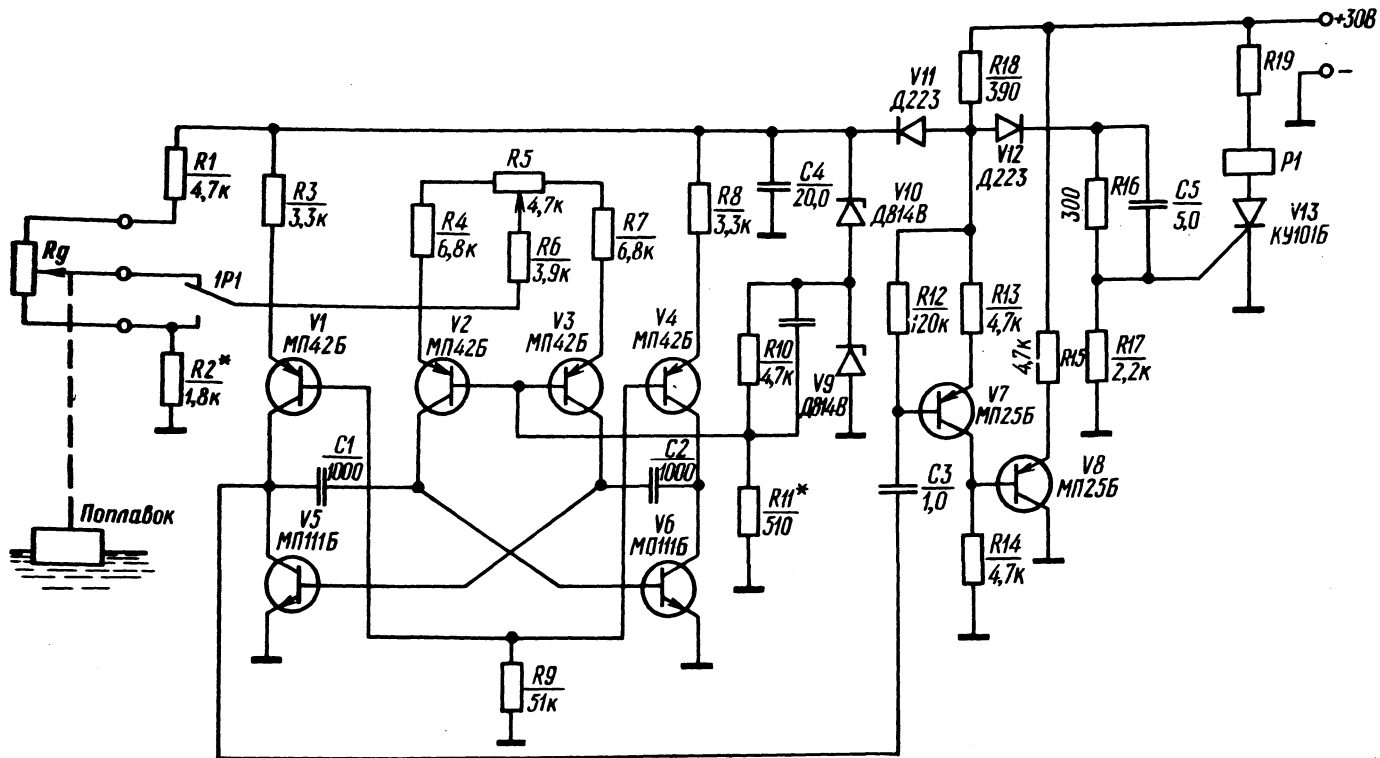 +30В
−
R19
P1
V13
КУ101Б
R18
390
V11
Д223
V12
Д223
R16
300
C5
5,0
R1
4,7к
Rg
1P1
R2*
1,8к
R3
3,3к
R5
4,7к
R4
6,8к
R6
3,9к
R7
6,8к
R8
3,3к
C4
20,0
V10
Д814В
V1
МП42Б
V2
МП42Б
V3
МП42Б
V4
МП42Б
R10
4,7к
V9
Д814В
R12
120к
R13
4,7к
4,7к
R15
R17
2,2к
V7
МП25Б
V8
МП25Б
C1
1000
C2
1000
C3
1,0
R11*
510
R14
4,7к
Поплавок
V5
МП111Б
V6
МП111Б
R9
51к